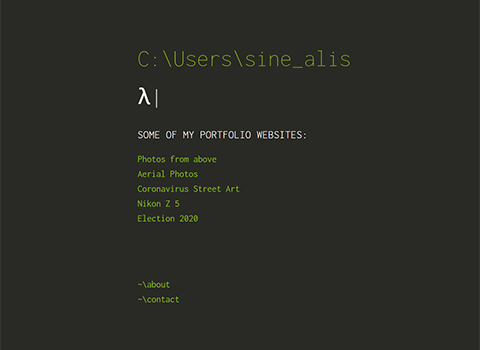 C:\Users\sine_alis
λ|
SOME OF MY PORTFOLIO WEBSITES:
Photos from above
Aerial Photos
Coronavirus Street Art
Nikon Z 5
Election 2020
~\about
~\contact